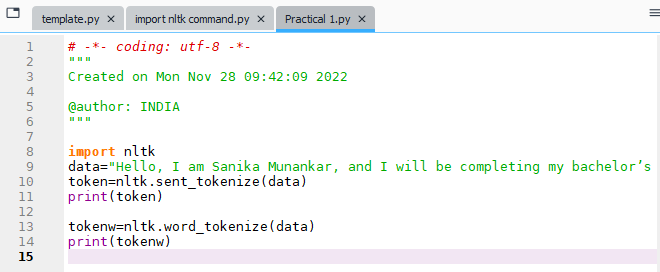 template.py × import nltk command.py × Practical 1.py ×
1 # -*- coding: utf-8 -*-
2 """
3 Created on Mon Nov 28 09:42:09 2022
4
5 @author: INDIA
6 """
7
8 import nltk
9 data="Hello, I am Sanika Munankar, and I will be completing my bachelor’s
10 token=nltk.sent_tokenize(data)
11 print(token)
12
13 tokenw=nltk.word_tokenize(data)
14 print(tokenw)
15